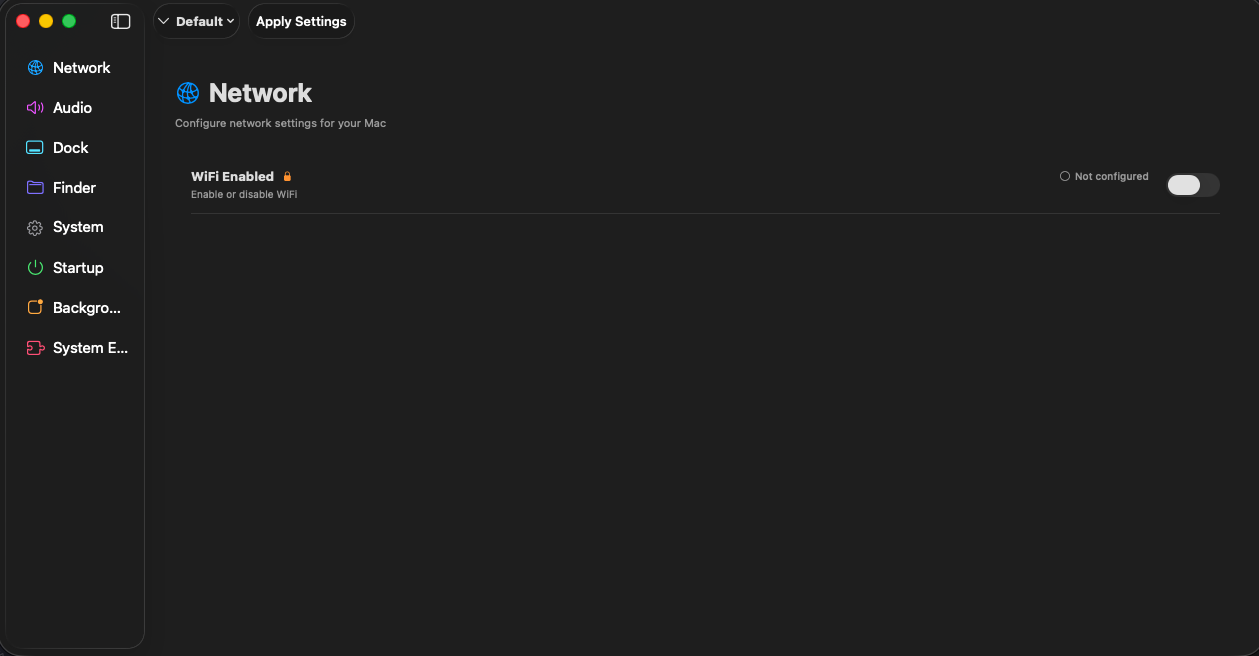 Default
Apply Settings
Network
Audio
Dock
Finder
System
Startup
Backgro...
System E...
Network
Configure network settings for your Mac
WiFi Enabled
Not configured
Enable or disable WiFi